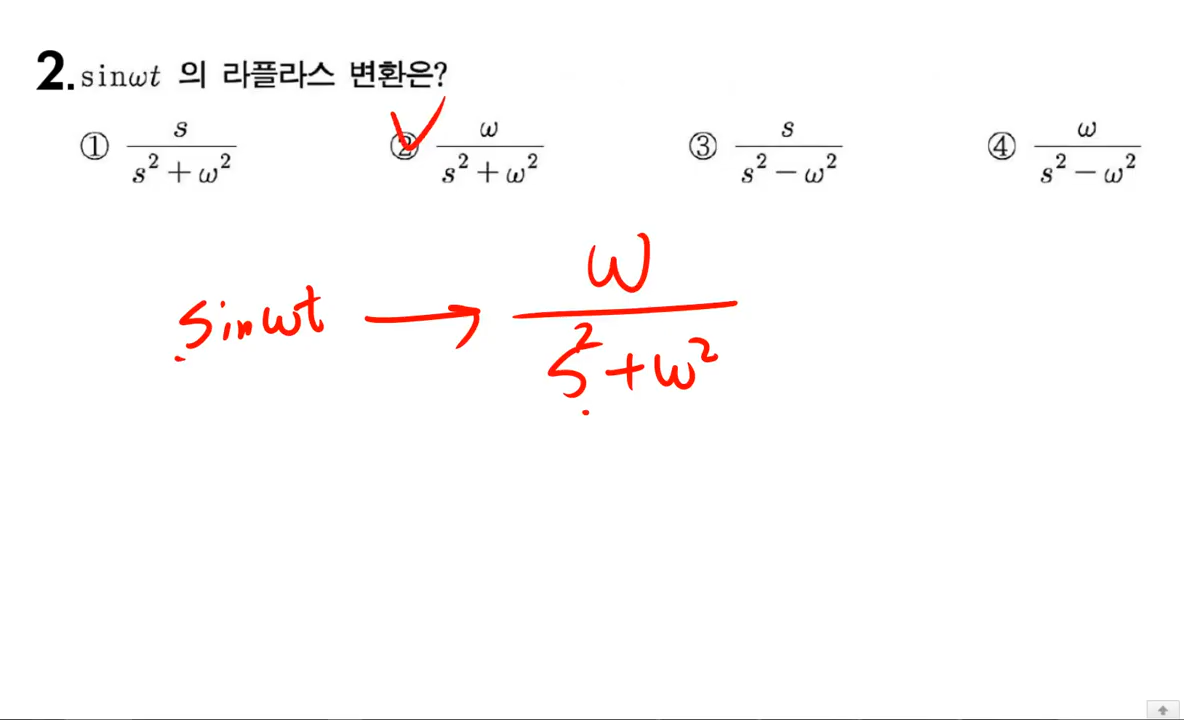 2. sinωt 의 라플라스 변환은?
① s/(s²+ω²) ② ω/(s²+ω²) ③ s/(s²−ω²) ④ ω/(s²−ω²)
sinωt → ω/(s²+ω²)